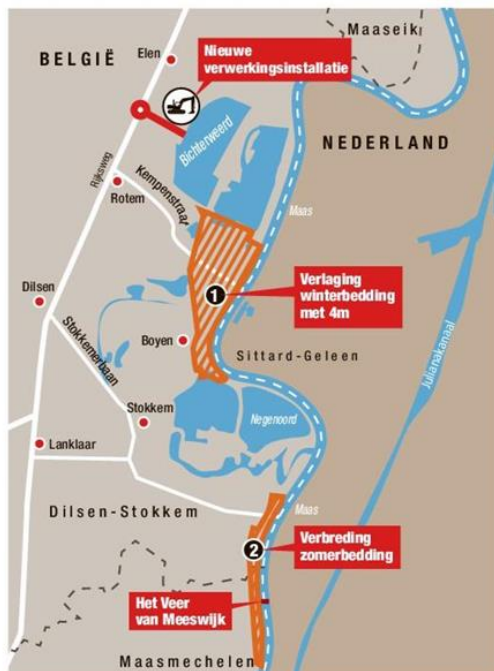 Maaseik
Nieuwe
verwerkingsinstallatie
BELGIË
Elen
NEDERLAND
Bichterweerd
Rijksweg
Kempenstraat
Rotem
Maas
1
Verlaging
winterbedding
met 4m
Dilsen
Boyen
Sittard-Geleen
Julianakanaal
Stokkemerbaan
Stokkem
Negenoord
Lanklaar
Dilsen-Stokkem
Maas
2
Verbreding
zomerbedding
Het Veer
van Meeswijk
Maasmechelen